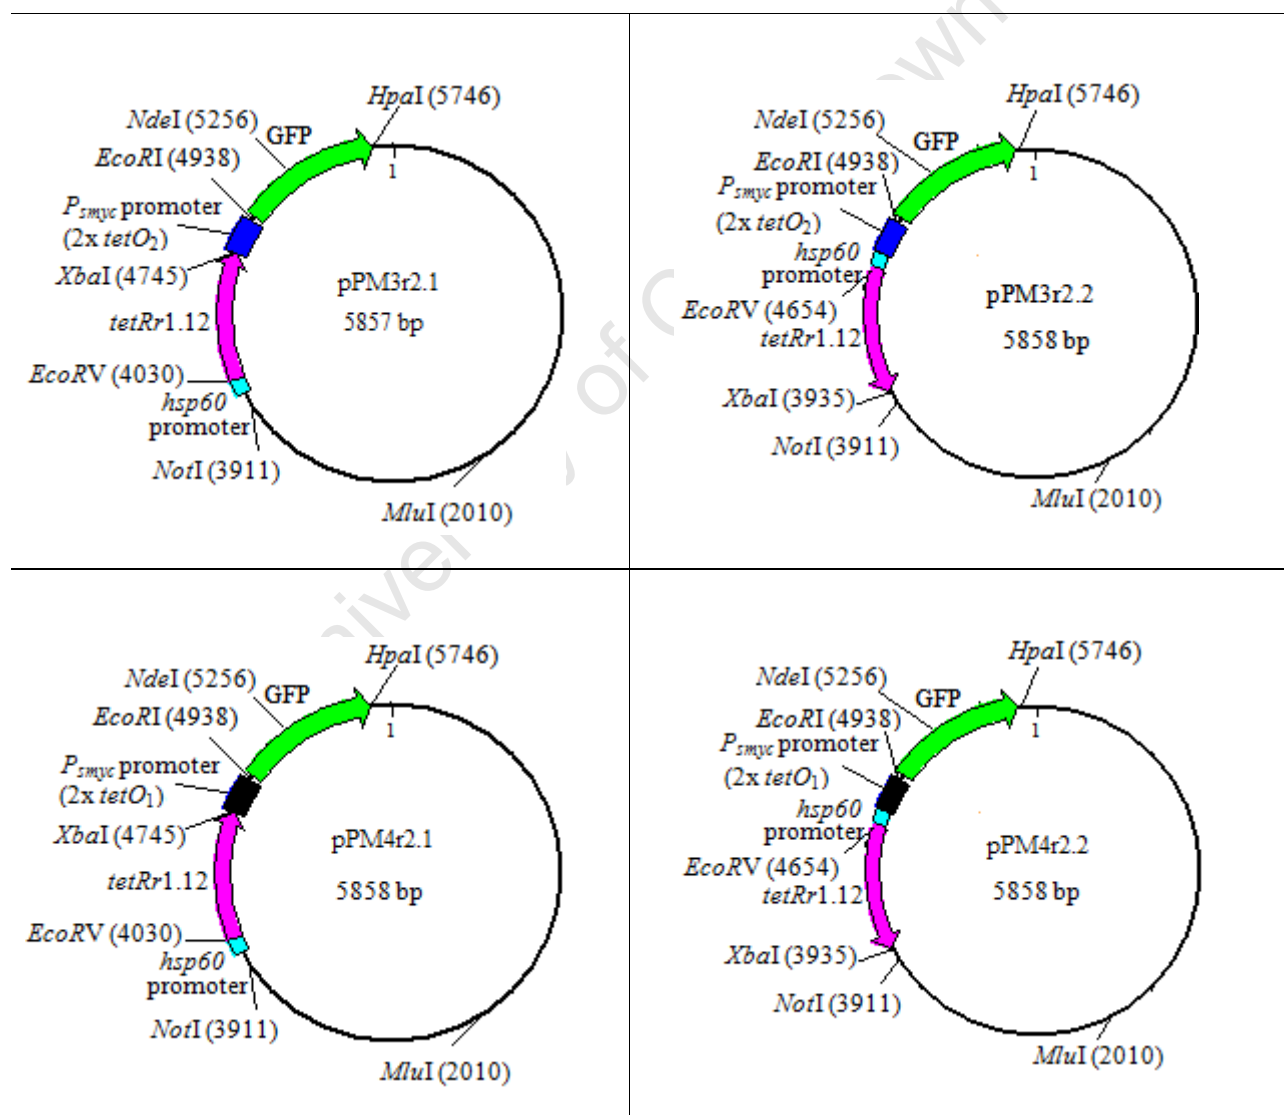 HpaI (5746)
NdeI (5256)
GFP
EcoRI (4938)
1
Psmyc promoter
(2x tetO2)
XbaI (4745)
pPM3r2.1
5857 bp
tetRr1.12
EcoRV (4030)
hsp60
promoter
NotI (3911)
MluI (2010)
HpaI (5746)
NdeI (5256)
GFP
EcoRI (4938)
1
Psmyc promoter
(2x tetO2)
hsp60
promoter
pPM3r2.2
5858 bp
EcoRV (4654)
tetRr1.12
XbaI (3935)
NotI (3911)
MluI (2010)
HpaI (5746)
NdeI (5256)
GFP
EcoRI (4938)
1
Psmyc promoter
(2x tetO1)
XbaI (4745)
pPM4r2.1
5858 bp
tetRr1.12
EcoRV (4030)
hsp60
promoter
NotI (3911)
MluI (2010)
HpaI (5746)
NdeI (5256)
GFP
EcoRI (4938)
1
Psmyc promoter
(2x tetO1)
hsp60
promoter
pPM4r2.2
5858 bp
EcoRV (4654)
tetRr1.12
XbaI (3935)
NotI (3911)
MluI (2010)